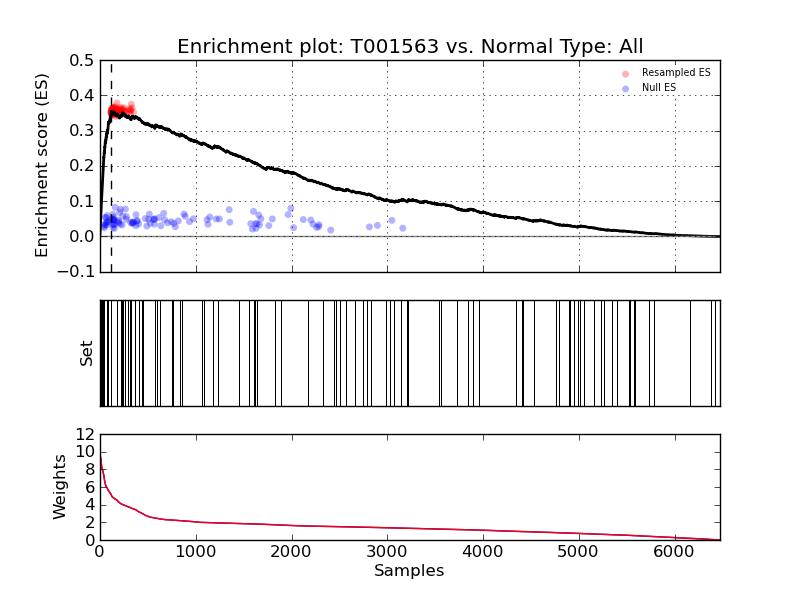 Enrichment plot: T001563 vs. Normal Type: All
0.5
0.4
0.3
0.2
0.1
0.0
−0.1
Enrichment score (ES)
Resampled ES
Null ES
Set
12
10
8
6
4
2
0
Weights
0 1000 2000 3000 4000 5000 6000
Samples